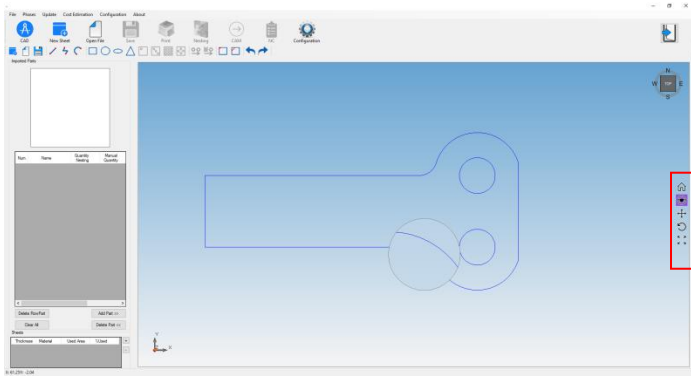 File Phases Update Cost Estimation Configuration About
CAD New Sheet Open File Save Print Nesting CAM NC Configuration
Imported Parts
Num. Name Quantity Nesting Manual Quantity
Delete Row Part Add Part >>
Clear All Delete Part <<
Sheets
Thickness Material Used Area %Used
N
W TOP E
S
Y
X